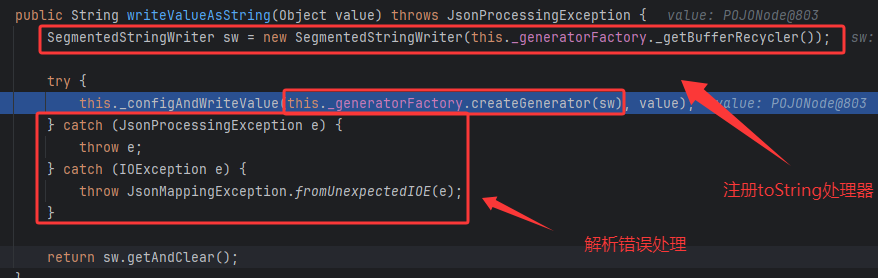 public String writeValueAsString(Object value) throws JsonProcessingException {   value: POJONode@803
SegmentedStringWriter sw = new SegmentedStringWriter(this._generatorFactory._getBufferRecycler());   sw:
try {
this._configAndWriteValue(this._generatorFactory.createGenerator(sw), value);   value: POJONode@803
} catch (JsonProcessingException e) {
throw e;
} catch (IOException e) {
throw JsonMappingException.fromUnexpectedIOE(e);
}
注册toString处理器
解析错误处理
return sw.getAndClear();
}